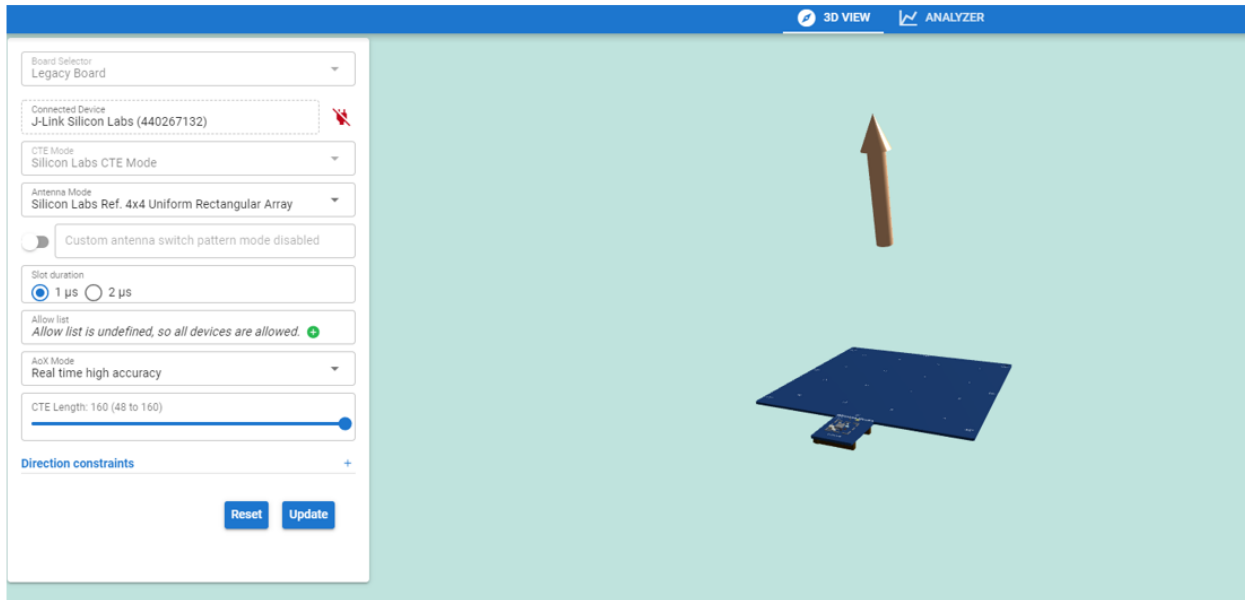 3D VIEW
ANALYZER
Board Selector
Legacy Board
Connected Device
J-Link Silicon Labs (440267132)
CTE Mode
Silicon Labs CTE Mode
Antenna Mode
Silicon Labs Ref. 4x4 Uniform Rectangular Array
Custom antenna switch pattern mode disabled
Slot duration
1 μs 2 μs
Allow list
Allow list is undefined, so all devices are allowed.
AoX Mode
Real time high accuracy
CTE Length: 160 (48 to 160)
Direction constraints +
Reset Update